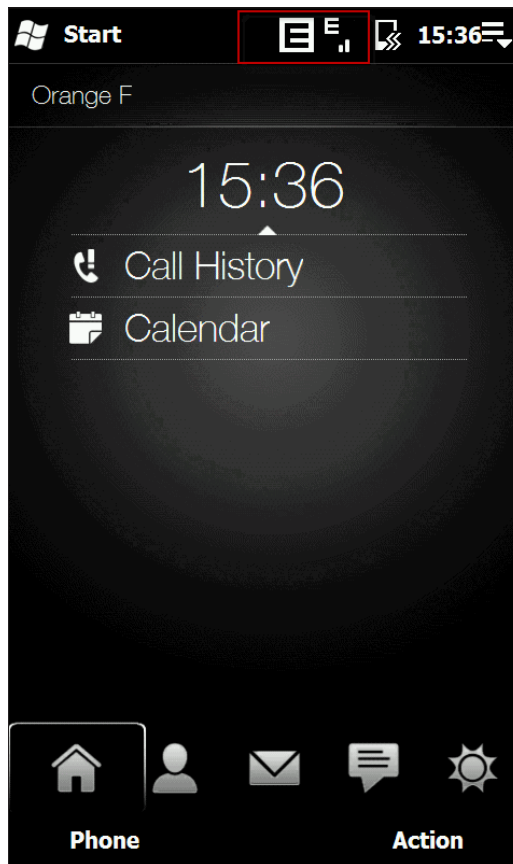 Start E E 15:36
Orange F
15:36
Call History
Calendar
Phone Action